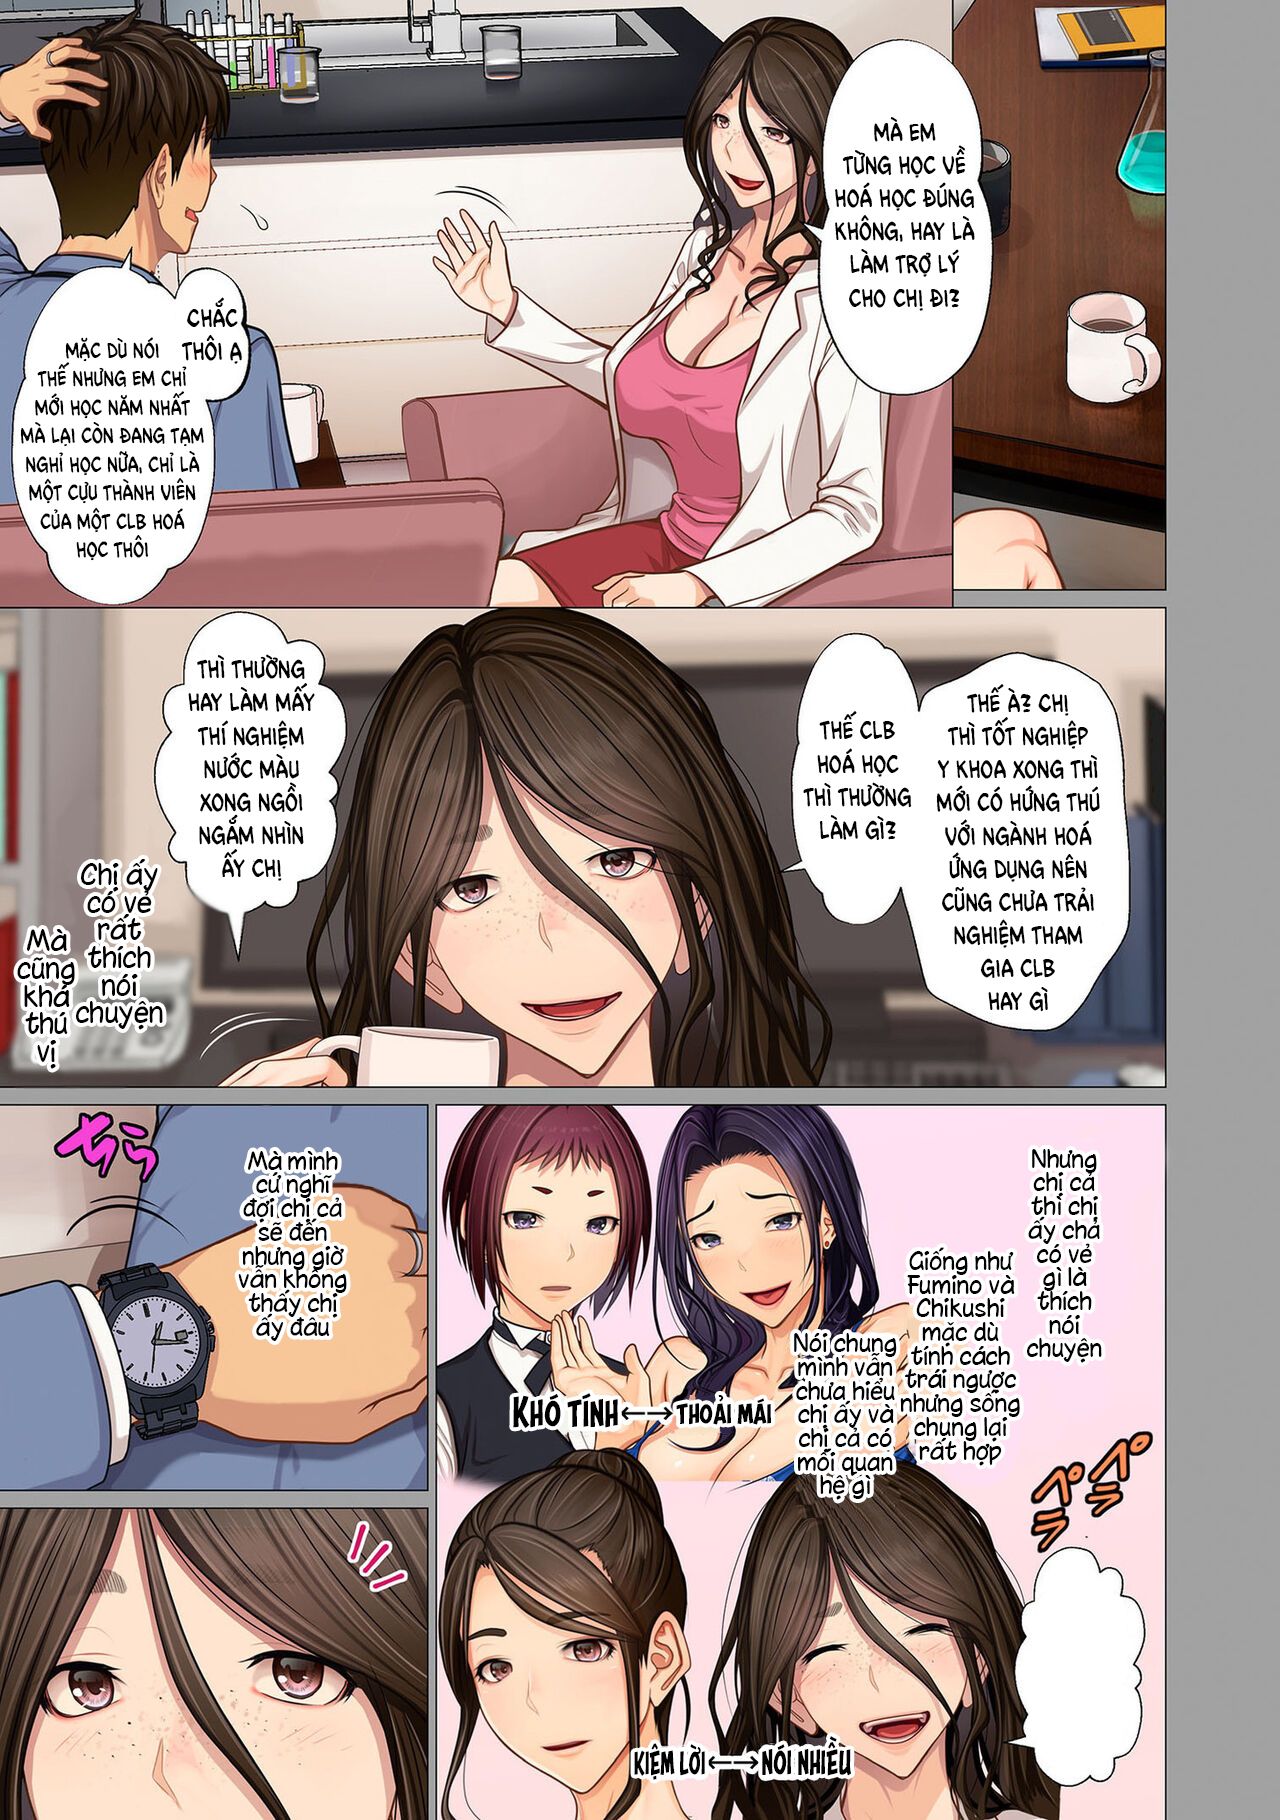 MÀ EM
TỪNG HỌC VỀ
HOÁ HỌC ĐÚNG
KHÔNG, HAY LÀ
LÀM TRỢ LÝ
CHO CHỊ ĐI?
CHẮC
THÔI Ạ
MẶC DÙ NÓI
THẾ NHƯNG EM CHỈ
MỚI HỌC NĂM NHẤT
MÀ LẠI CÒN ĐANG TẠM
NGHỈ HỌC NỮA, CHỈ LÀ
MỘT CỰU THÀNH VIÊN
CỦA MỘT CLB HOÁ
HỌC THÔI
THẾ À? CHỊ
THÌ TỐT NGHIỆP
Y KHOA XONG THÌ
MỚI CÓ HỨNG THÚ
VỚI NGÀNH HOÁ
ỨNG DỤNG NÊN
CŨNG CHƯA TRẢI
NGHIỆM THAM
GIA CLB
HAY GÌ
THẾ CLB
HOÁ HỌC
THÌ THƯỜNG
LÀM GÌ?
THÌ THƯỜNG
HAY LÀM MẤY
THÍ NGHIỆM
NƯỚC MÀU
XONG NGỒI
NGẮM NHÌN
ẤY CHỊ
Chị ấy
có vẻ
rất
thích
nói
chuyện
Mà
cũng
khá
thú
vị
Nhưng
chị cả
thì chị
ấy chả
có vẻ
gì là
thích
nói
chuyện
Giống như
Fumino và
Chikushi
mặc dù
tính cách
trái ngược
nhưng sống
chung lại
rất hợp
Nói chung
mình vẫn
chưa hiểu
chị ấy và
chị cả có
mối quan
hệ gì
KHÓ TÍNH ←→ THOẢI MÁI
ペラペラ
KIỆM LỜI ←→ NÓI NHIỀU
ちら
Mà mình
cứ nghĩ
đợi chị cả
sẽ đến
nhưng giờ
vẫn không
thấy chị
ấy đâu